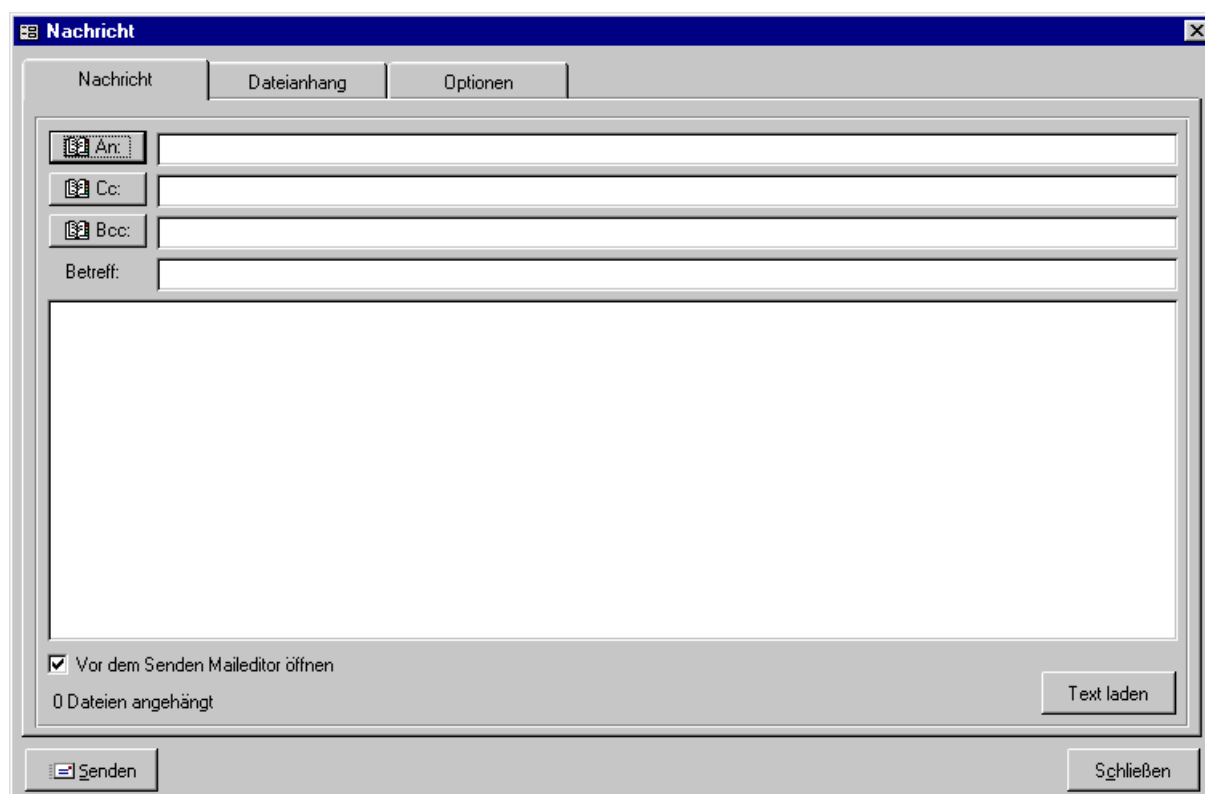 Nachricht
Nachricht Dateianhang Optionen
An:
Cc:
Bcc:
Betreff:
Vor dem Senden Maileditor öffnen
0 Dateien angehängt
Text laden
Senden
Schließen